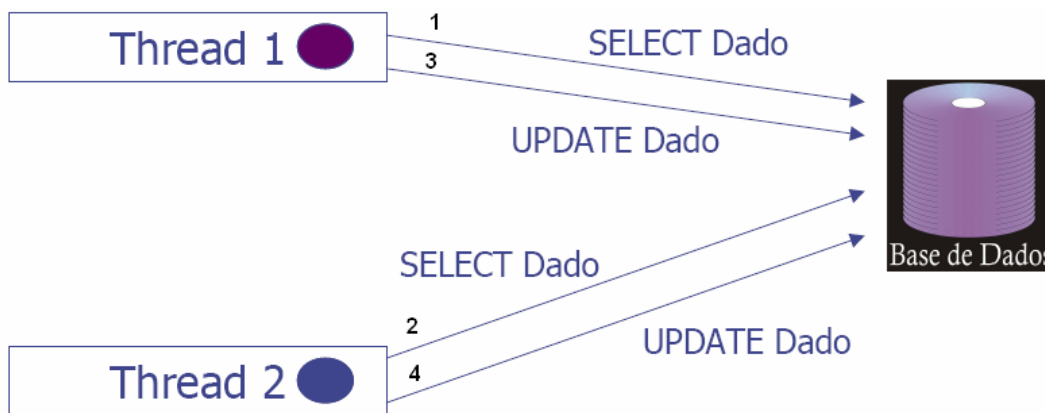 Thread 1
1
SELECT Dado
3
UPDATE Dado
Base de Dados
SELECT Dado
2
UPDATE Dado
4
Thread 2